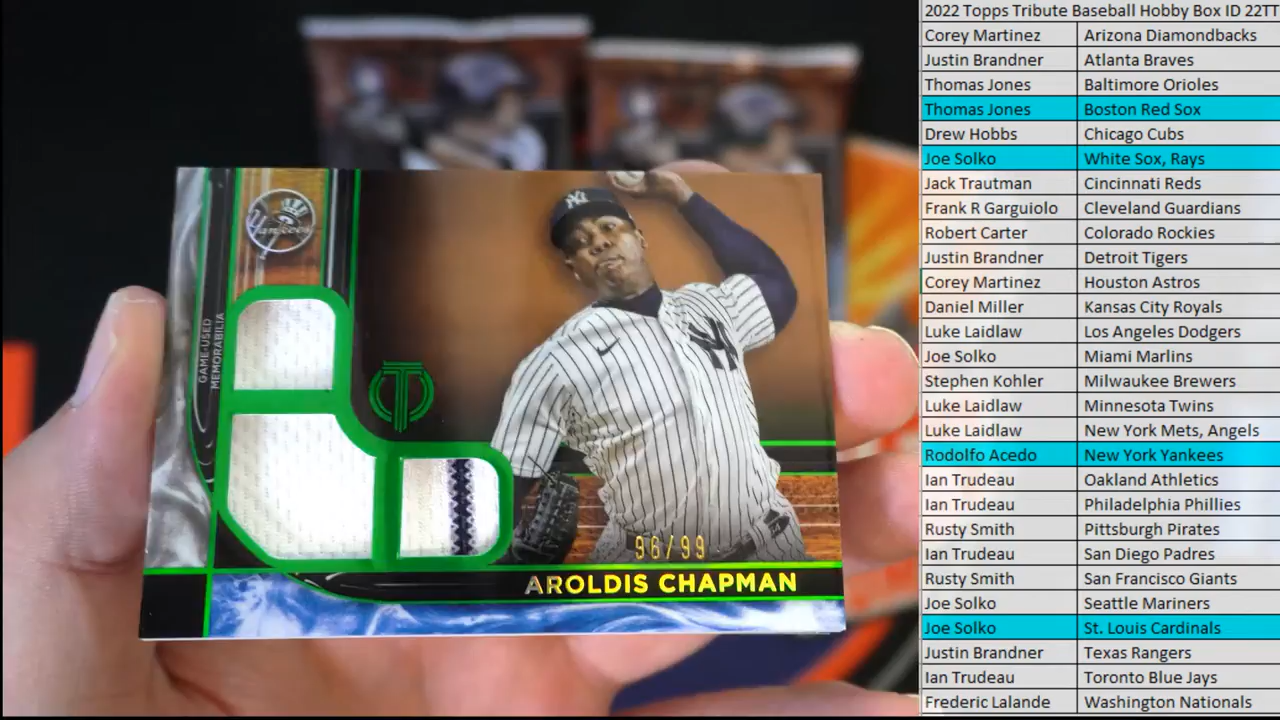 2022 Topps Tribute Baseball Hobby Box ID 22TT
Corey Martinez Arizona Diamondbacks
Justin Brandner Atlanta Braves
Thomas Jones Baltimore Orioles
Thomas Jones Boston Red Sox
Drew Hobbs Chicago Cubs
Joe Solko White Sox, Rays
Jack Trautman Cincinnati Reds
Frank R Garguiolo Cleveland Guardians
Robert Carter Colorado Rockies
Justin Brandner Detroit Tigers
Corey Martinez Houston Astros
Daniel Miller Kansas City Royals
Luke Laidlaw Los Angeles Dodgers
Joe Solko Miami Marlins
Stephen Kohler Milwaukee Brewers
Luke Laidlaw Minnesota Twins
Luke Laidlaw New York Mets, Angels
Rodolfo Acedo New York Yankees
Ian Trudeau Oakland Athletics
Ian Trudeau Philadelphia Phillies
Rusty Smith Pittsburgh Pirates
Ian Trudeau San Diego Padres
Rusty Smith San Francisco Giants
Joe Solko Seattle Mariners
Joe Solko St. Louis Cardinals
Justin Brandner Texas Rangers
Ian Trudeau Toronto Blue Jays
Frederic Lalande Washington Nationals
Yankees
GAME-USED
MEMORABILIA
T
NY
NY
96/99
AROLDIS CHAPMAN